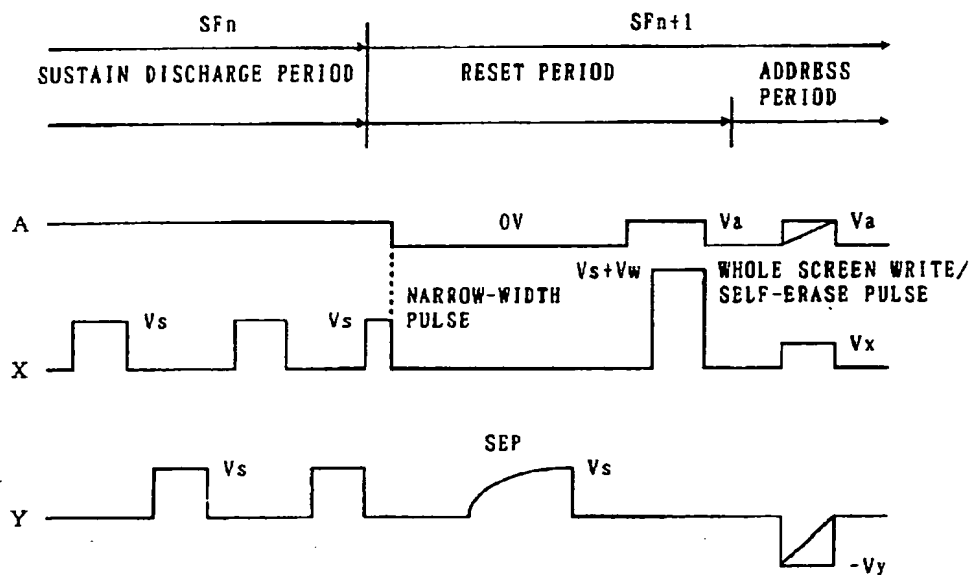 SFn
SFn+1
SUSTAIN DISCHARGE PERIOD
RESET PERIOD
ADDRESS
PERIOD
A
0V
Va
Va
Vs+Vw
WHOLE SCREEN WRITE/
SELF-ERASE PULSE
NARROW-WIDTH
PULSE
Vs
Vs
Vx
X
SEP
Vs
Vs
Y
-Vy